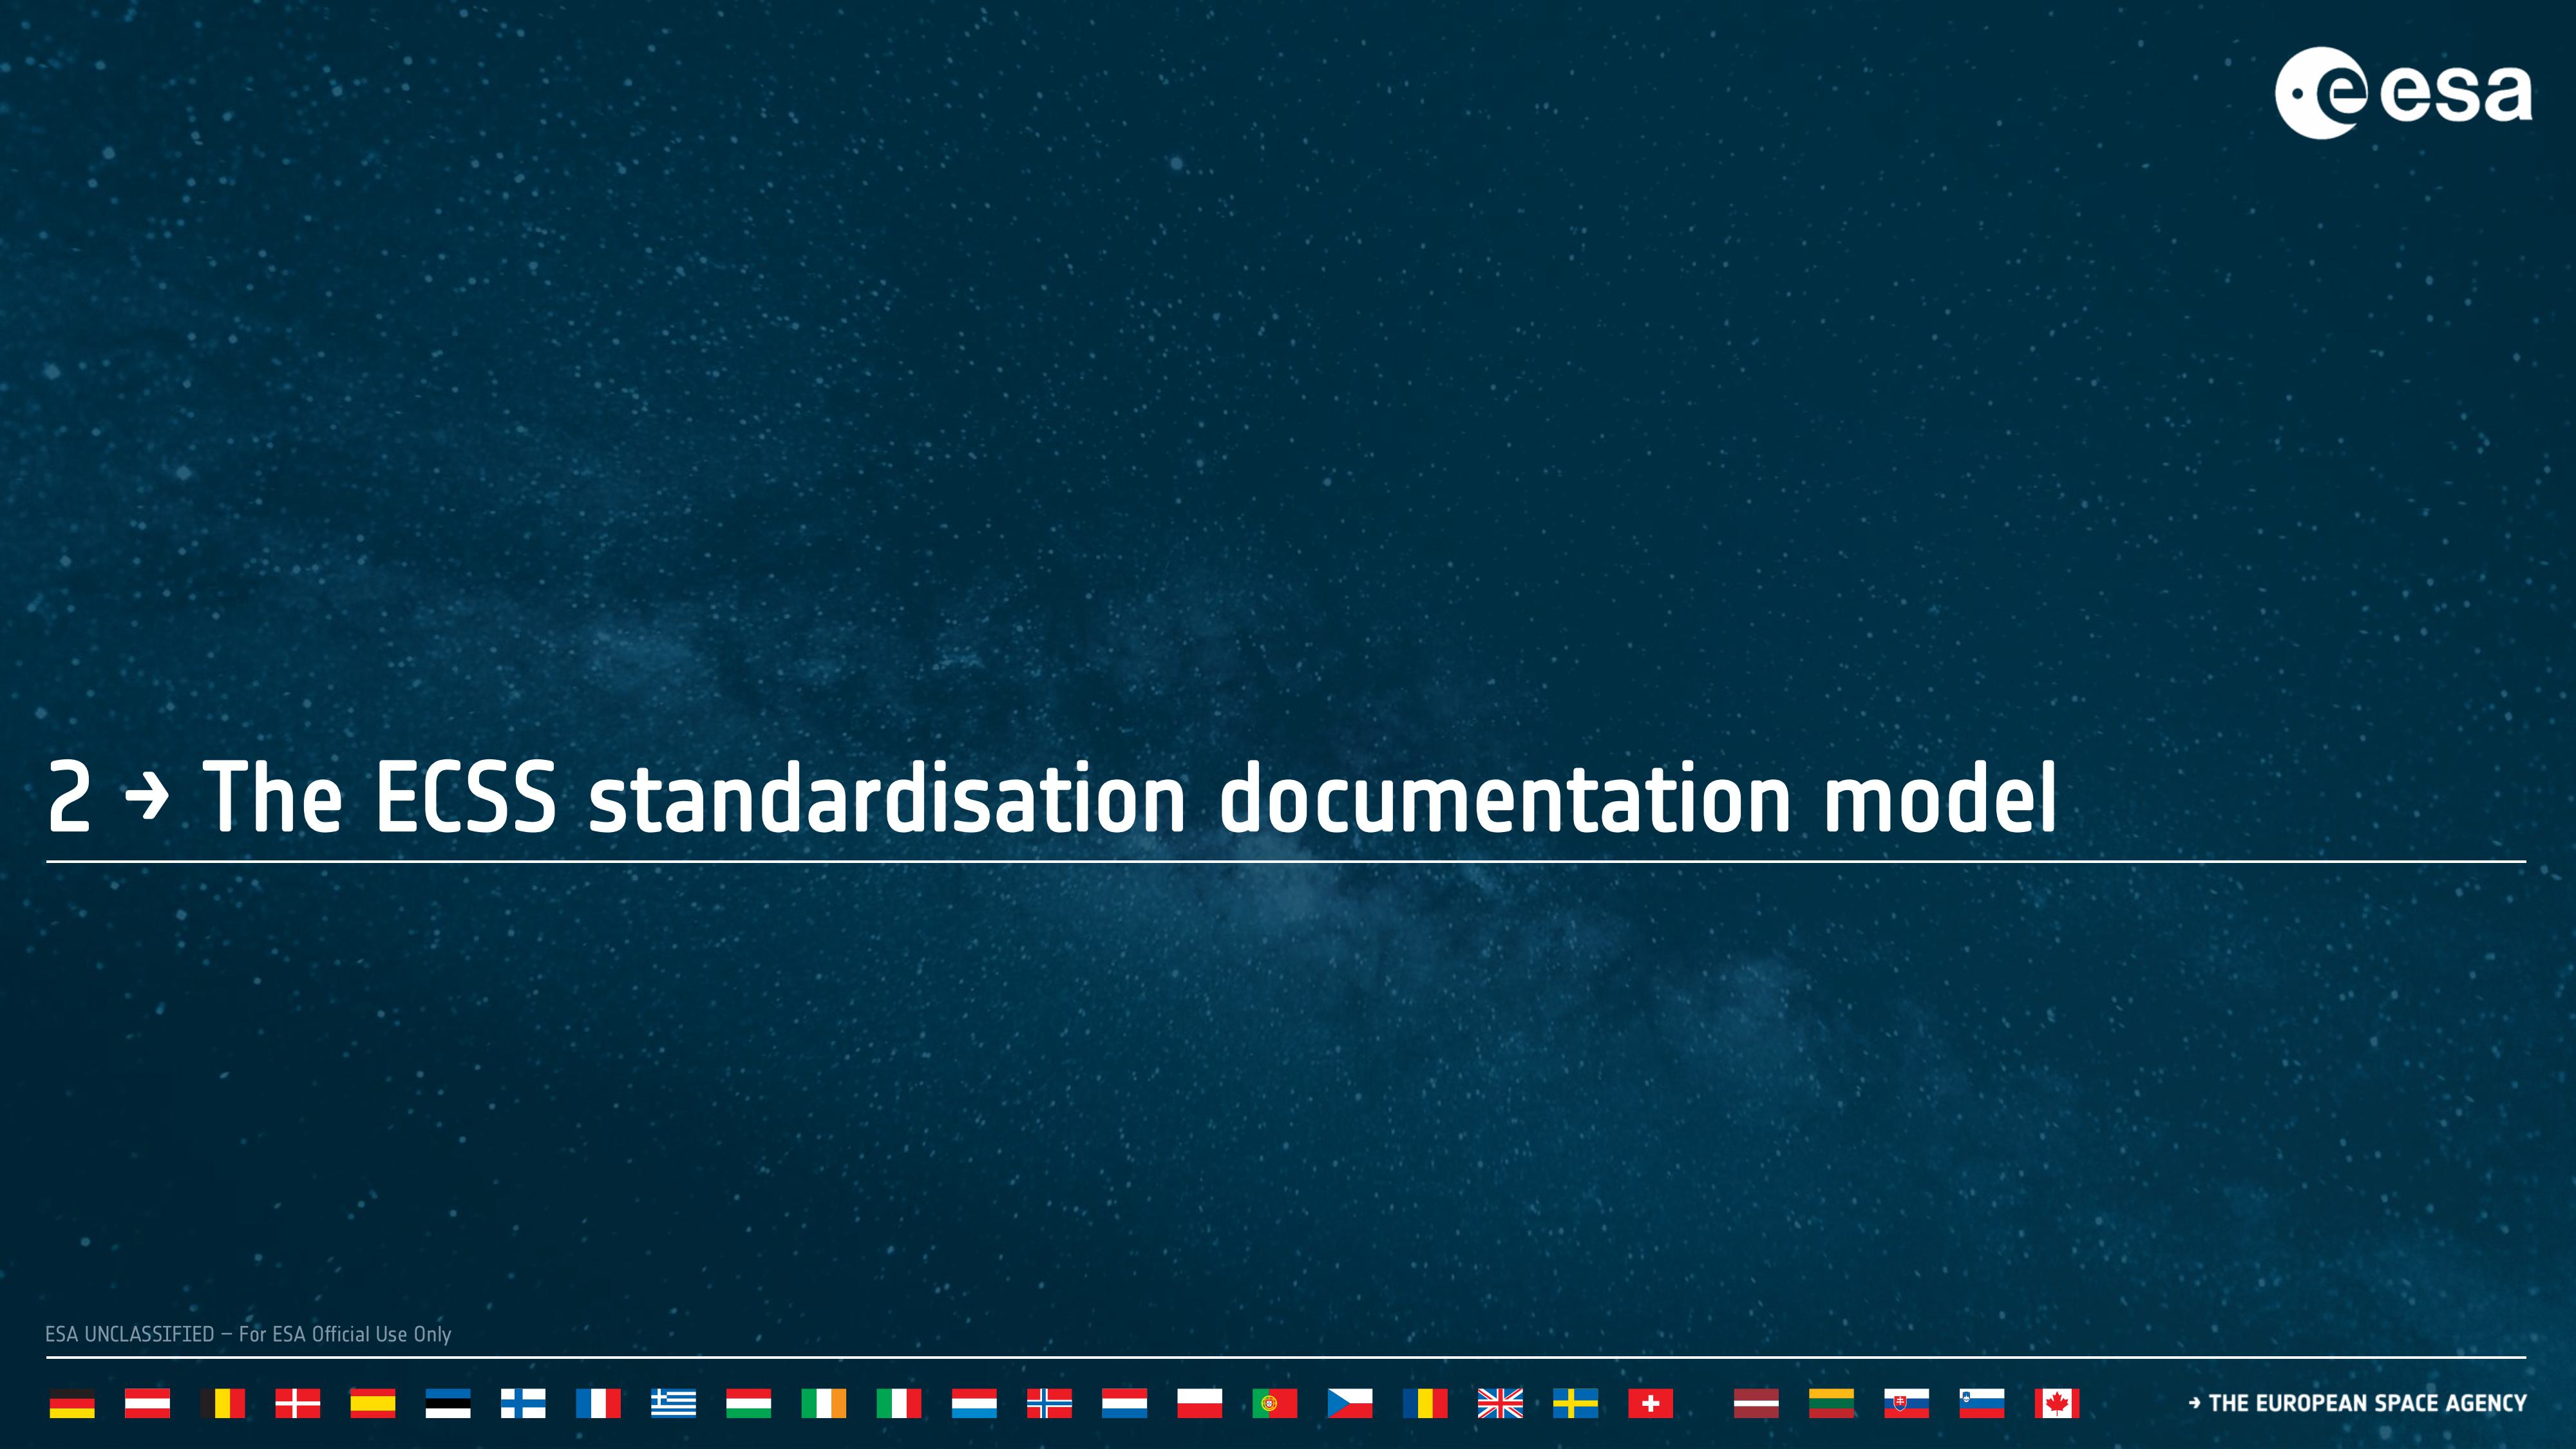 esa
2 → The ECSS standardisation documentation model
ESA UNCLASSIFIED – For ESA Official Use Only
→ THE EUROPEAN SPACE AGENCY